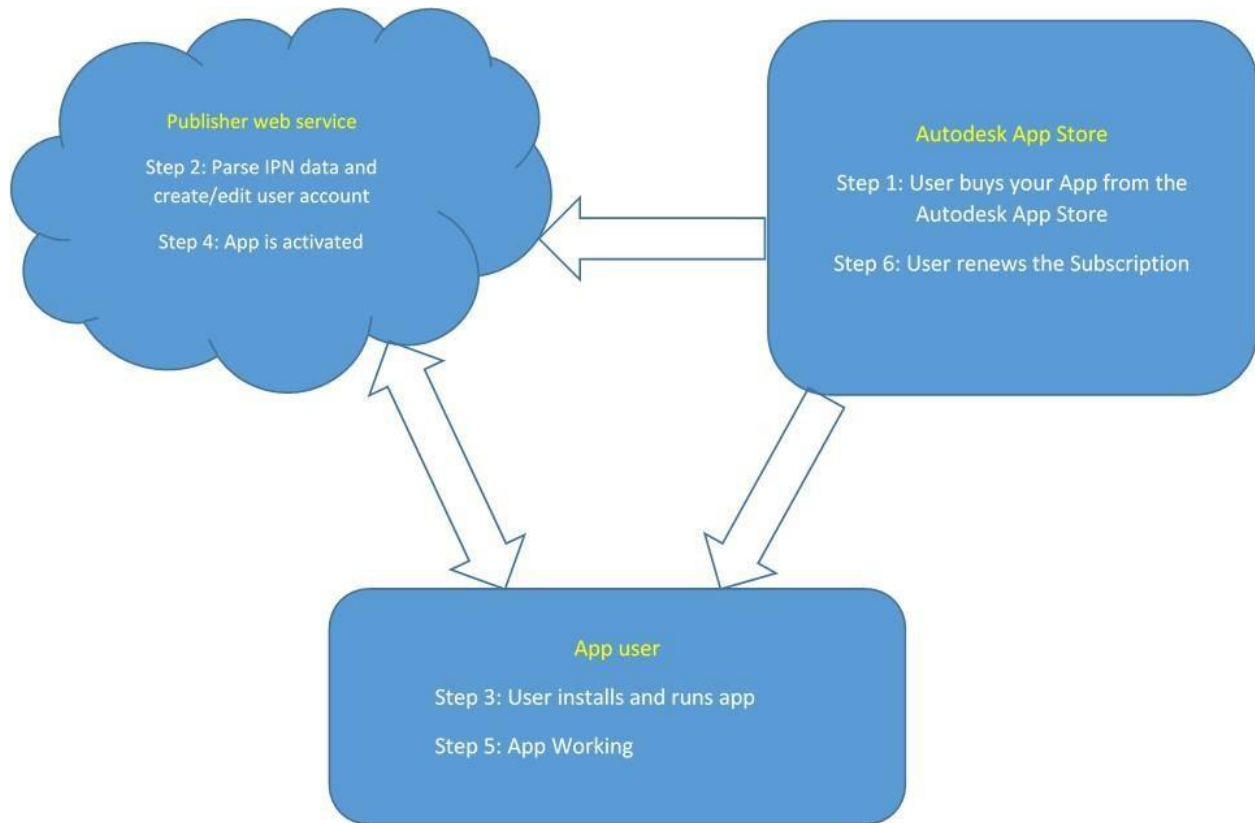 Publisher web service
Step 2: Parse IPN data and
create/edit user account
Step 4: App is activated
Autodesk App Store
Step 1: User buys your App from the
Autodesk App Store
Step 6: User renews the Subscription
App user
Step 3: User installs and runs app
Step 5: App Working